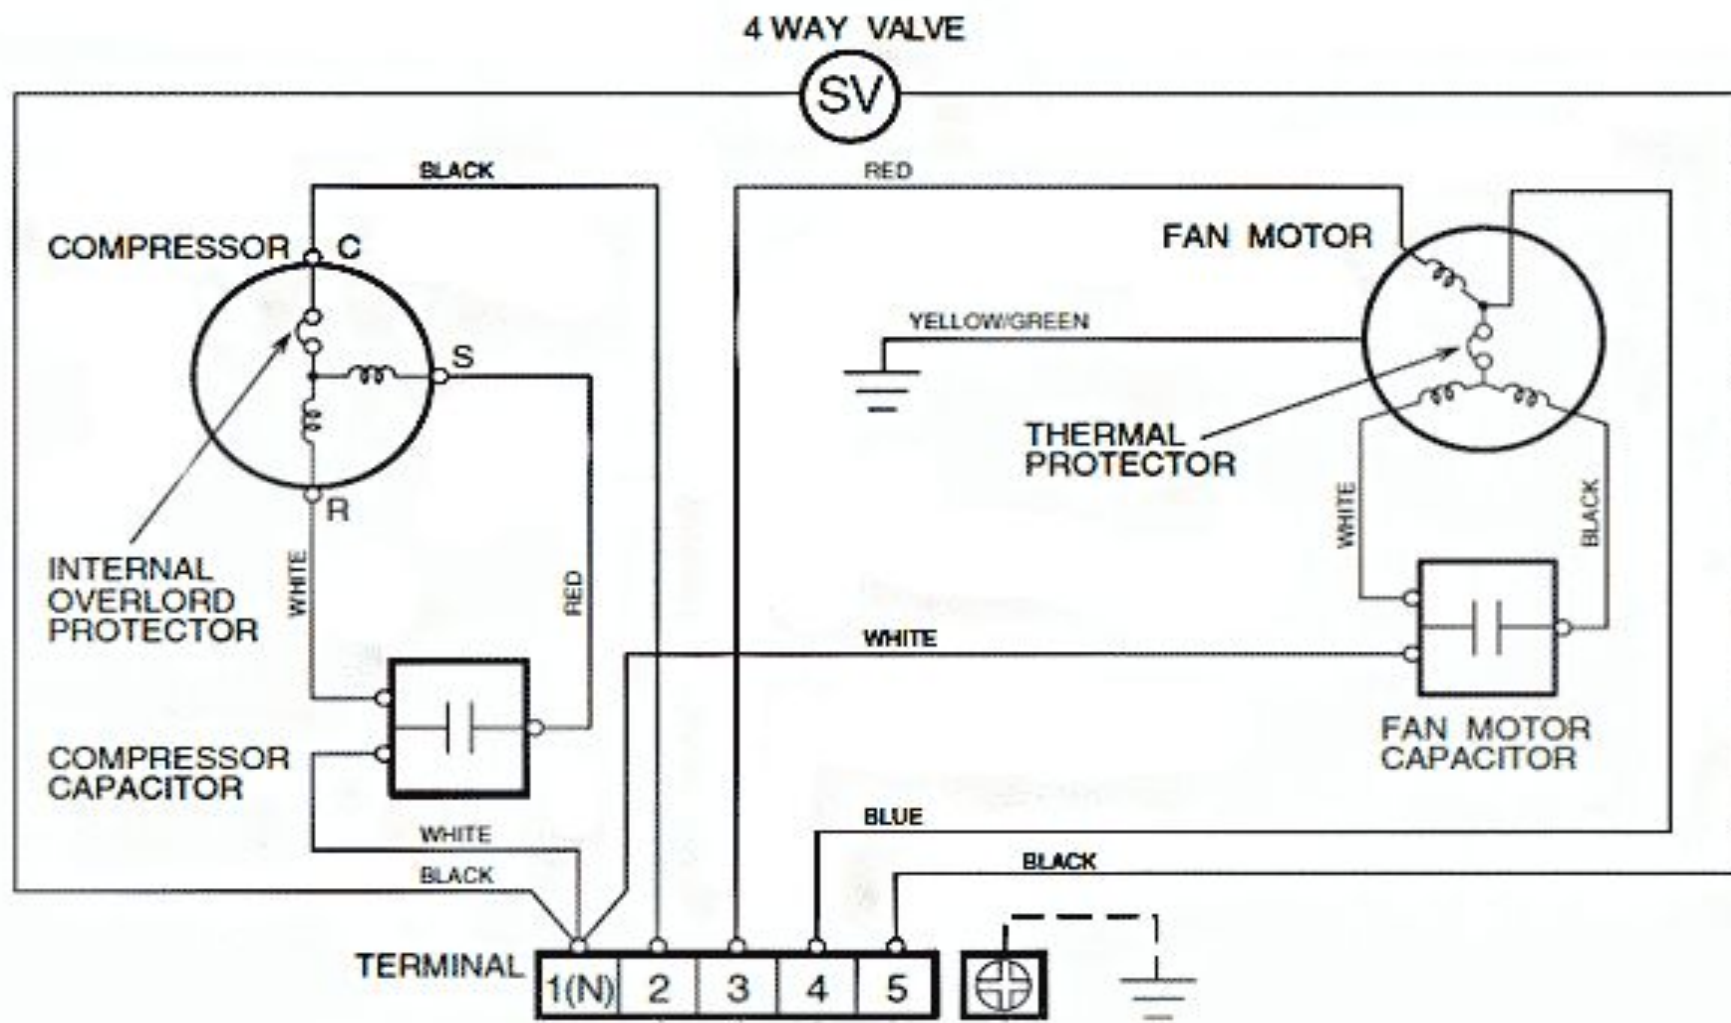 4 WAY VALVE
SV
BLACK
RED
COMPRESSOR
C
FAN MOTOR
YELLOW/GREEN
S
THERMAL
PROTECTOR
R
WHITE
BLACK
INTERNAL
OVERLORD
PROTECTOR
WHITE
RED
WHITE
FAN MOTOR
CAPACITOR
COMPRESSOR
CAPACITOR
BLUE
WHITE
BLACK
BLACK
TERMINAL
1(N) 2 3 4 5